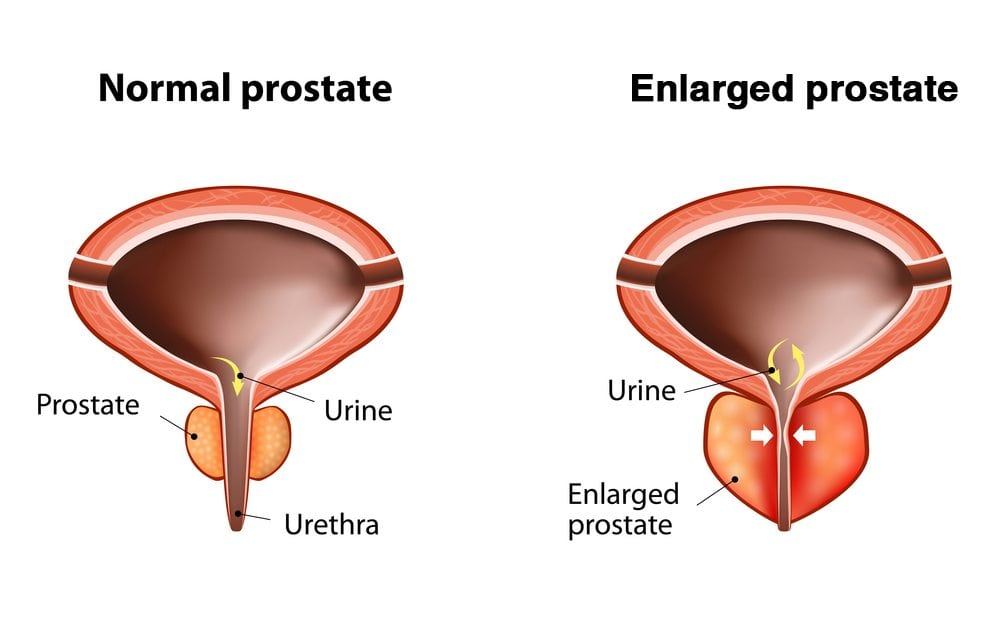 Normal prostate
Enlarged prostate
Prostate
Urine
Urethra
Urine
Enlarged
prostate